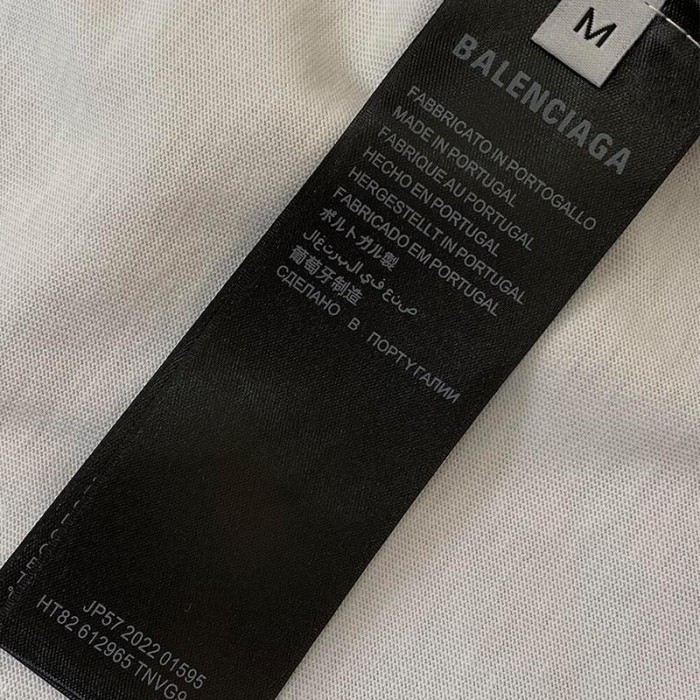 M
BALENCIAGA
FABBRICATO IN PORTOGALLO
MADE IN PORTUGAL
FABRIQUE AU PORTUGAL
HECHO EN PORTUGAL
HERGESTELLT IN PORTUGAL
FABRICADO EM PORTUGAL
ポルトガル製
صنع في البرتغال
葡萄牙制造
СДЕЛАНО В ПОРТУГАЛИИ
JP57 2022 01595
HT82 612965 TNVG9